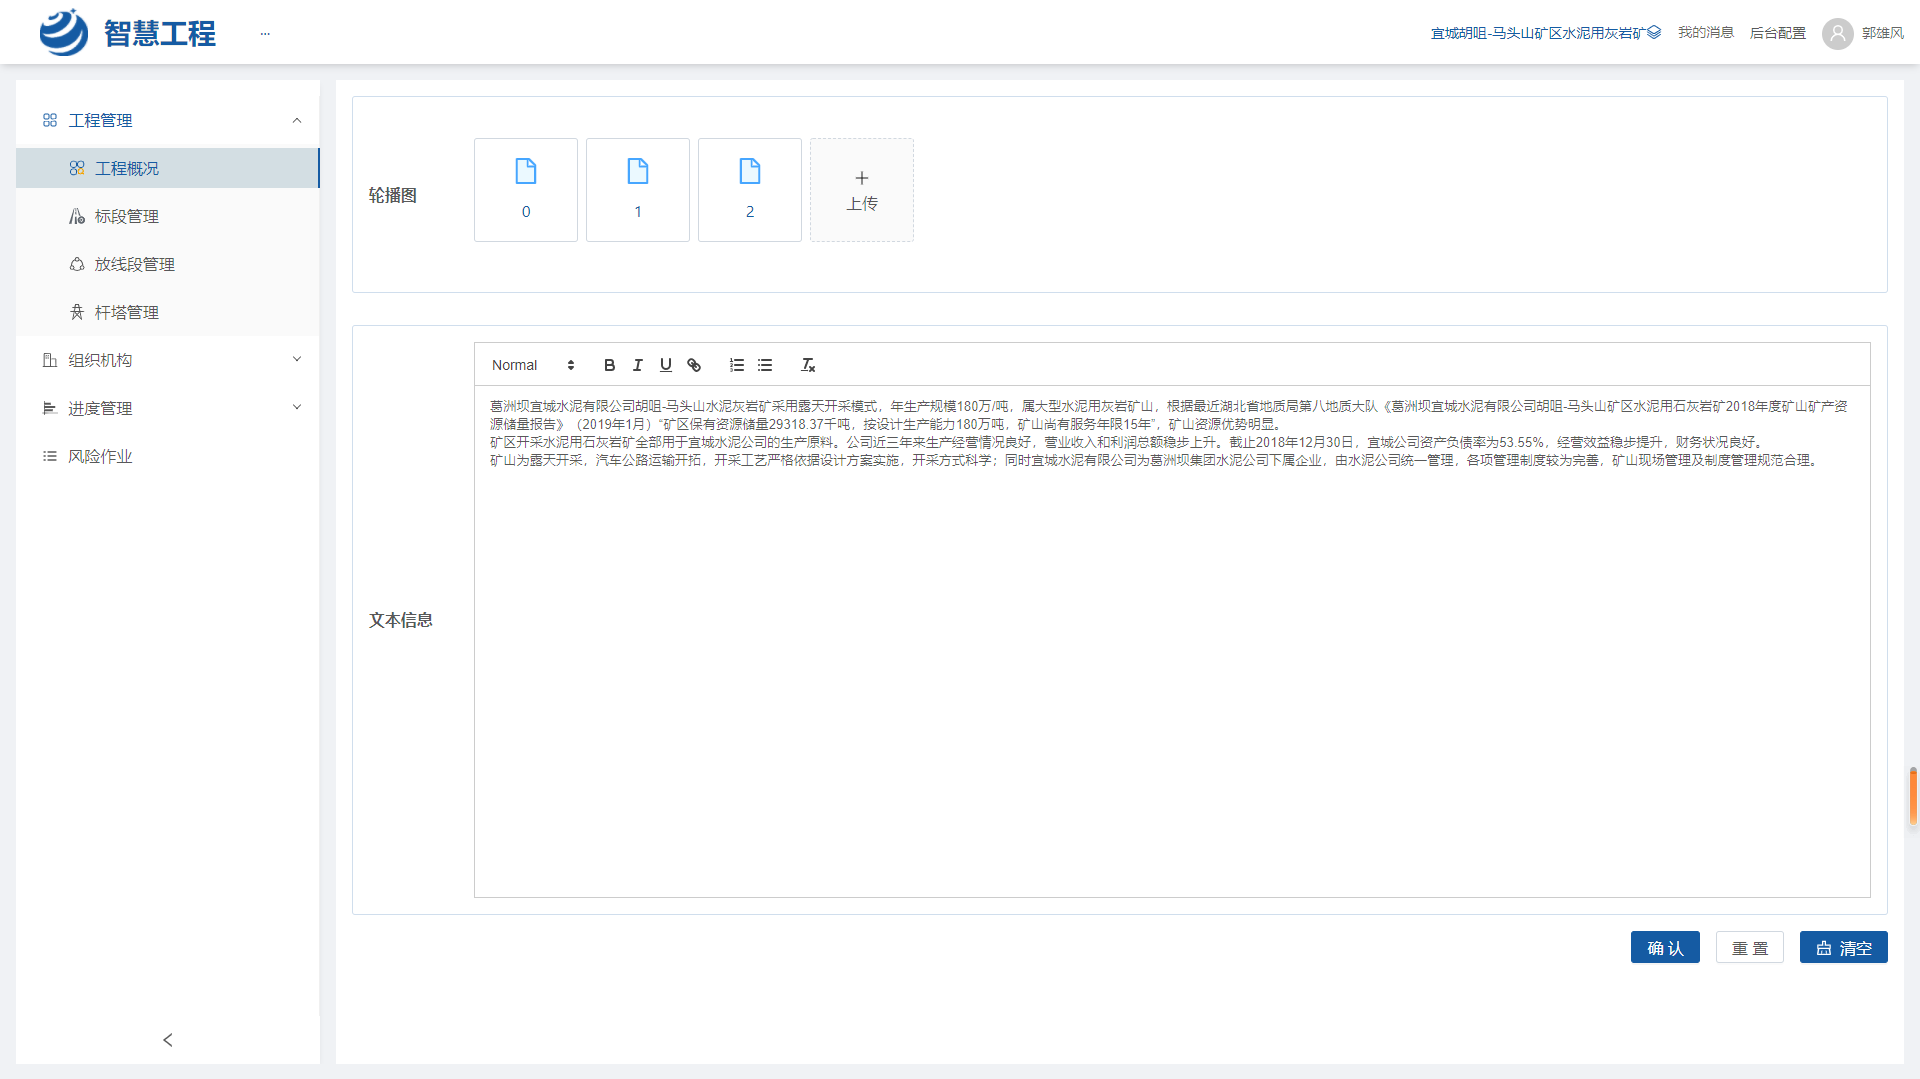 智慧工程
...
宜城胡咀-马头山矿区水泥用灰岩矿
我的消息
后台配置
郭雄风
工程管理
工程概况
标段管理
放线段管理
杆塔管理
组织机构
进度管理
风险作业
轮播图
0
1
2
上传
文本信息
Normal
葛洲坝宜城水泥有限公司胡咀-马头山水泥灰岩矿采用露天开采模式，年生产规模180万/吨，属大型水泥用灰岩矿山，根据最近湖北省地质局第八地质大队《葛洲坝宜城水泥有限公司胡咀-马头山矿区水泥用石灰岩矿2018年度矿山矿产资
源储量报告》（2019年1月）“矿区保有资源储量29318.37千吨，按设计生产能力180万吨，矿山尚有服务年限15年”，矿山资源优势明显。
矿区开采水泥用石灰岩矿全部用于宜城水泥公司的生产原料。公司近三年来生产经营情况良好，营业收入和利润总额稳步上升。截止2018年12月30日，宜城公司资产负债率为53.55%，经营效益稳步提升，财务状况良好。
矿山为露天开采，汽车公路运输开拓，开采工艺严格依据设计方案实施，开采方式科学；同时宜城水泥有限公司为葛洲坝集团水泥公司下属企业，由水泥公司统一管理，各项管理制度较为完善，矿山现场管理及制度管理规范合理。
确 认
重 置
清空